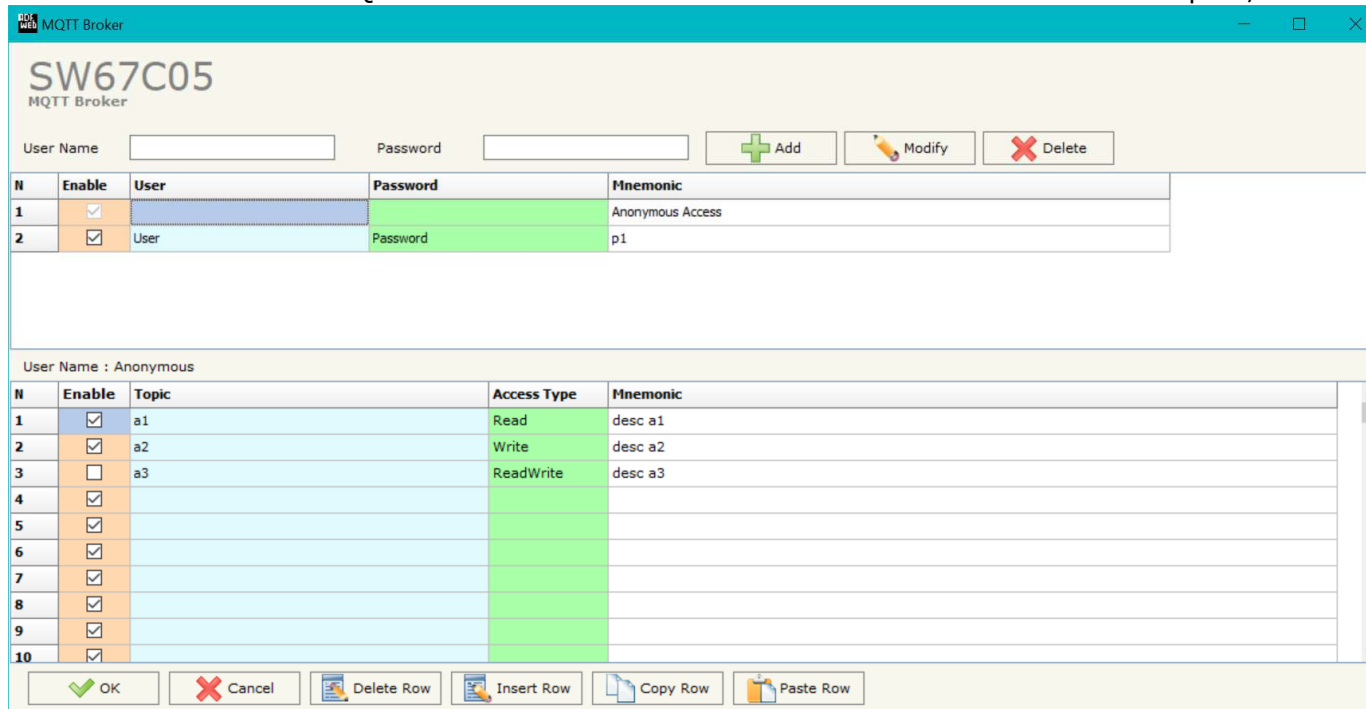 ADF WEB MQTT Broker
SW67C05
MQTT Broker
User Name Password Add Modify Delete
N Enable User Password Mnemonic
1 Anonymous Access
2 User Password p1
User Name : Anonymous
N Enable Topic Access Type Mnemonic
1 a1 Read desc a1
2 a2 Write desc a2
3 a3 ReadWrite desc a3
4
5
6
7
8
9
10
OK Cancel Delete Row Insert Row Copy Row Paste Row